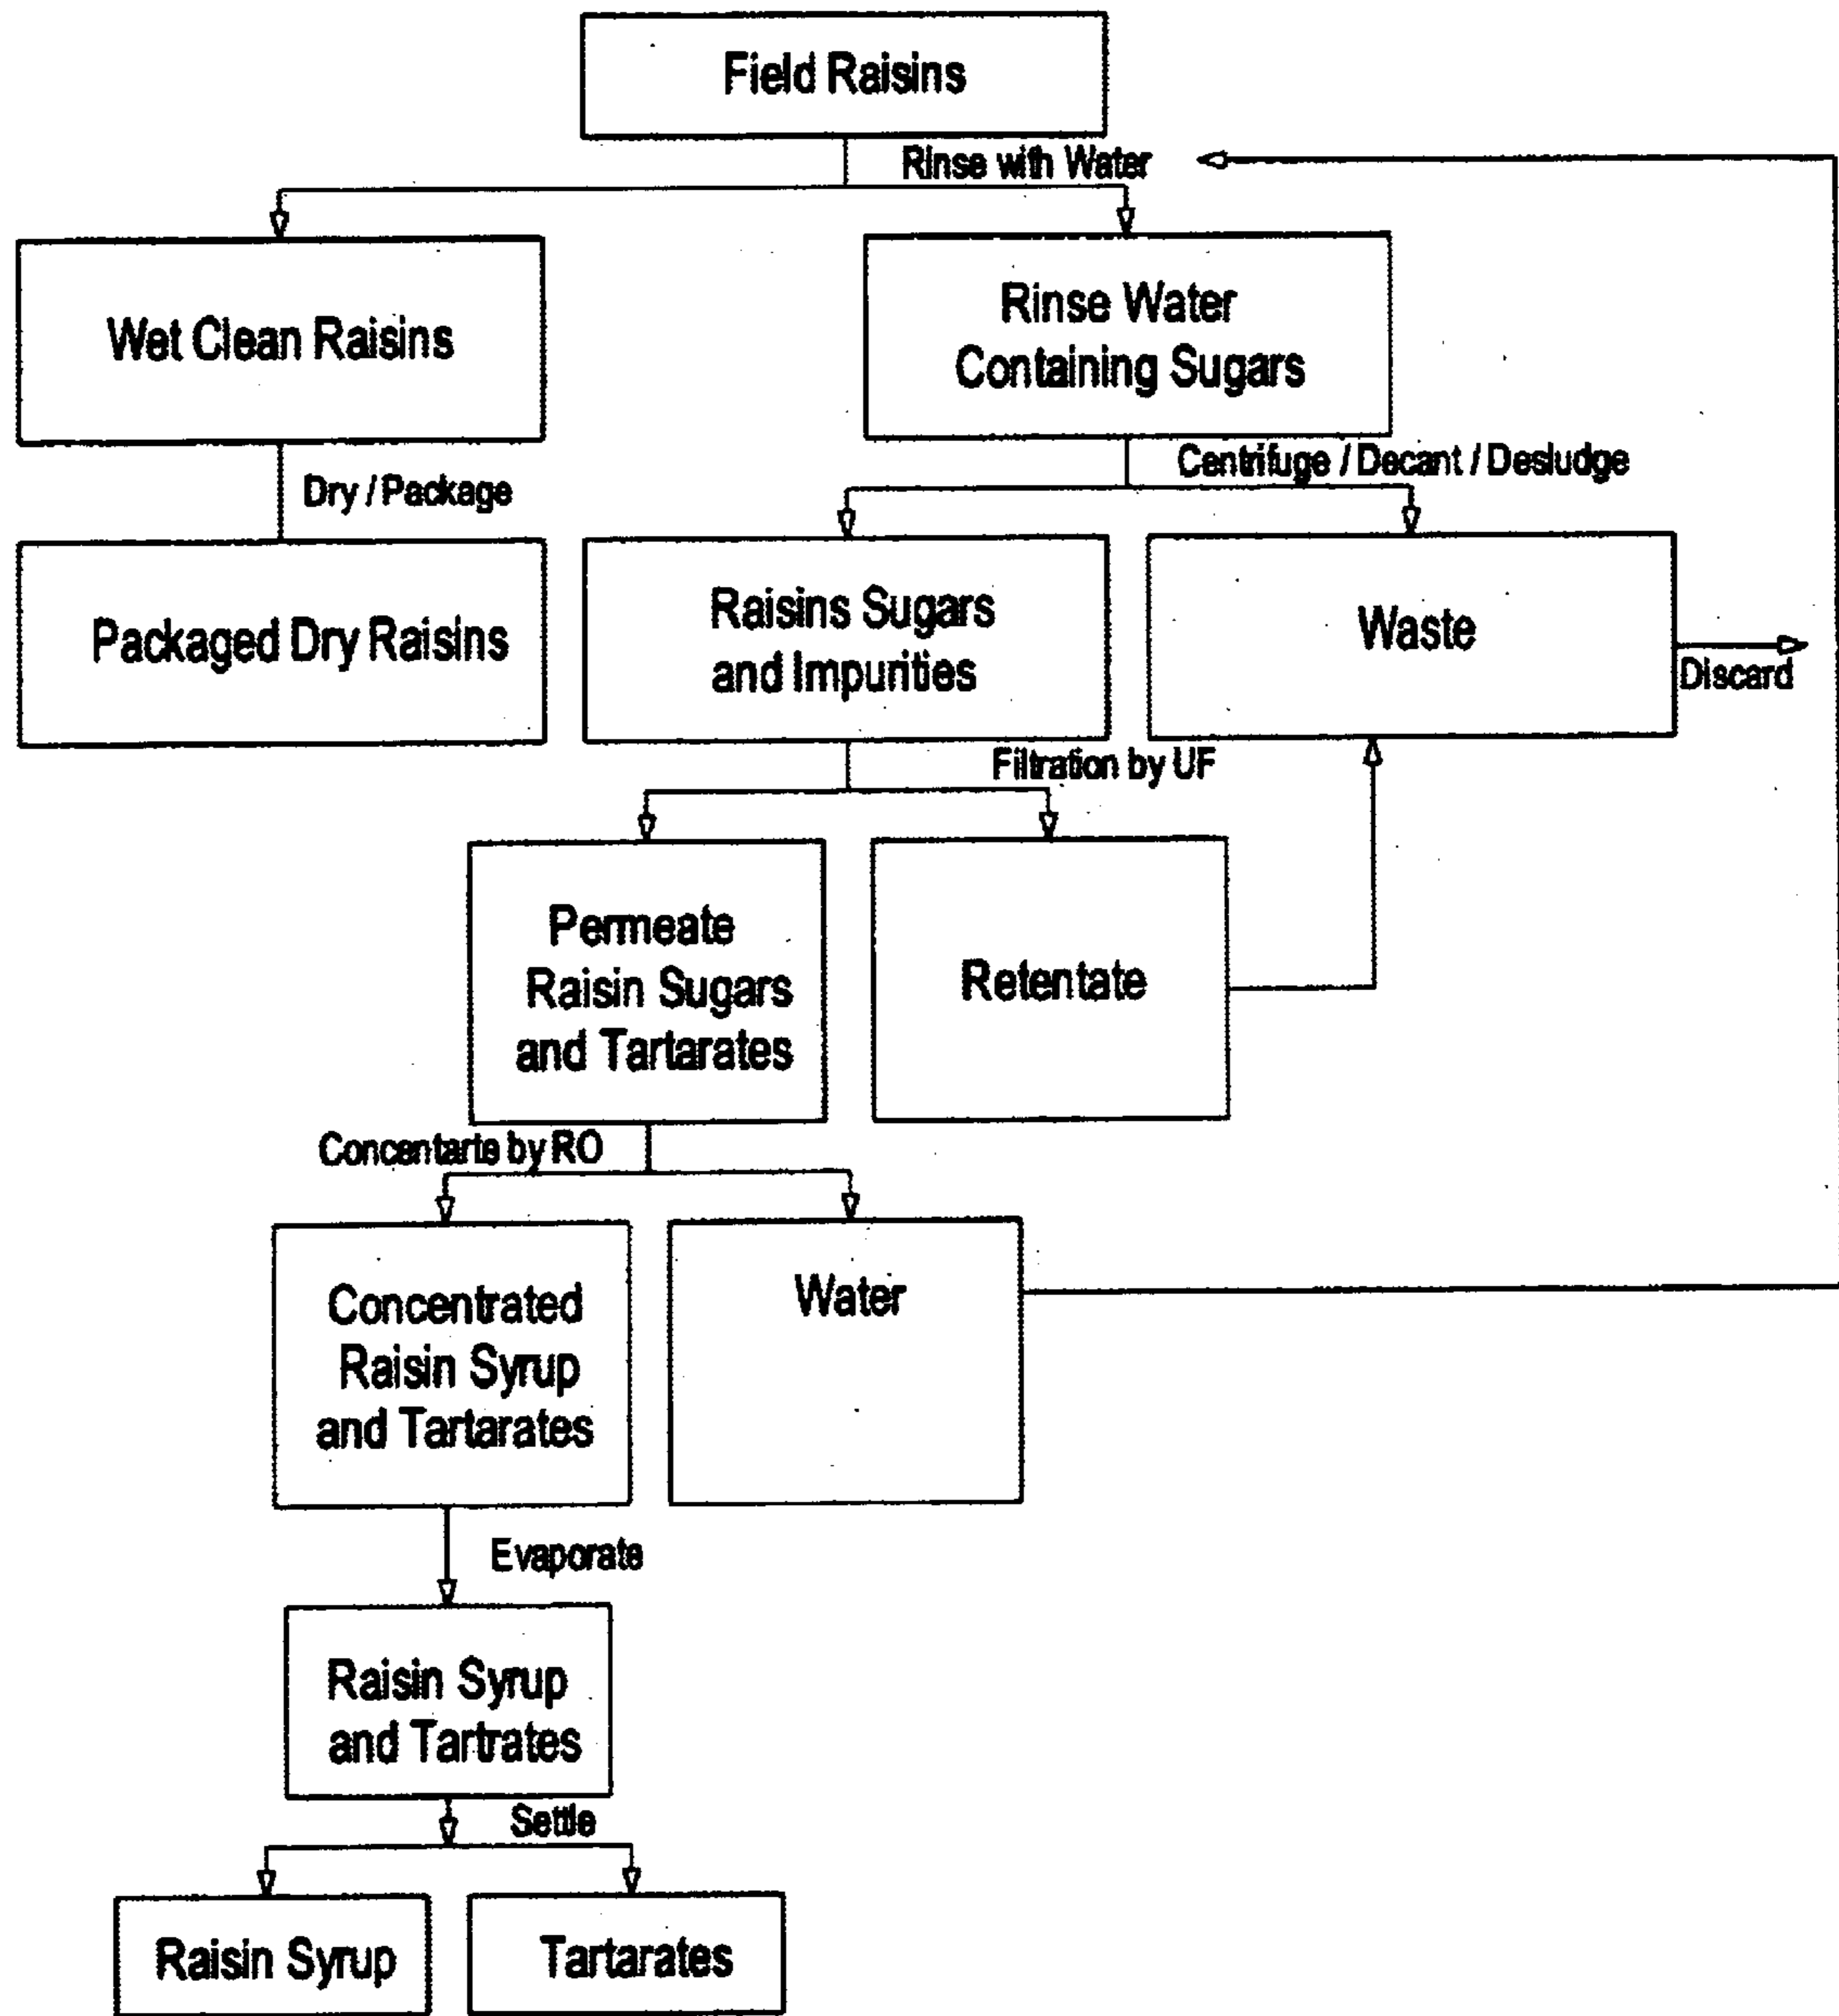 Field Raisins
Rinse with Water
Wet Clean Raisins
Rinse Water
Containing Sugars
Centrifuge / Decant / Desludge
Dry / Package
Packaged Dry Raisins
Raisins Sugars
and Impurities
Waste
Discard
Filtration by UF
Permeate
Raisin Sugars
and Tartarates
Retentate
Concentarte by RO
Concentrated
Raisin Syrup
and Tartarates
Water
Evaporate
Raisin Syrup
and Tartrates
Settle
Raisin Syrup
Tartarates